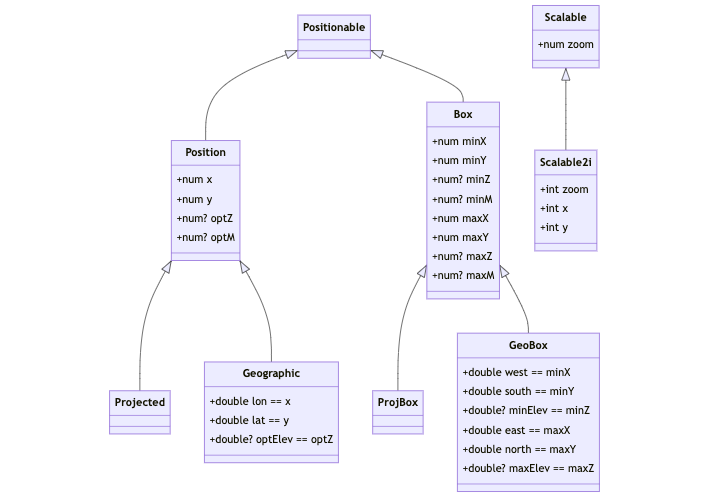 Positionable
Scalable
+num zoom
Position
+num x
+num y
+num? optZ
+num? optM
Box
+num minX
+num minY
+num? minZ
+num? minM
+num maxX
+num maxY
+num? maxZ
+num? maxM
Scalable2i
+int zoom
+int x
+int y
Projected
Geographic
+double lon == x
+double lat == y
+double? optElev == optZ
ProjBox
GeoBox
+double west == minX
+double south == minY
+double? minElev == minZ
+double east == maxX
+double north == maxY
+double? maxElev == maxZ